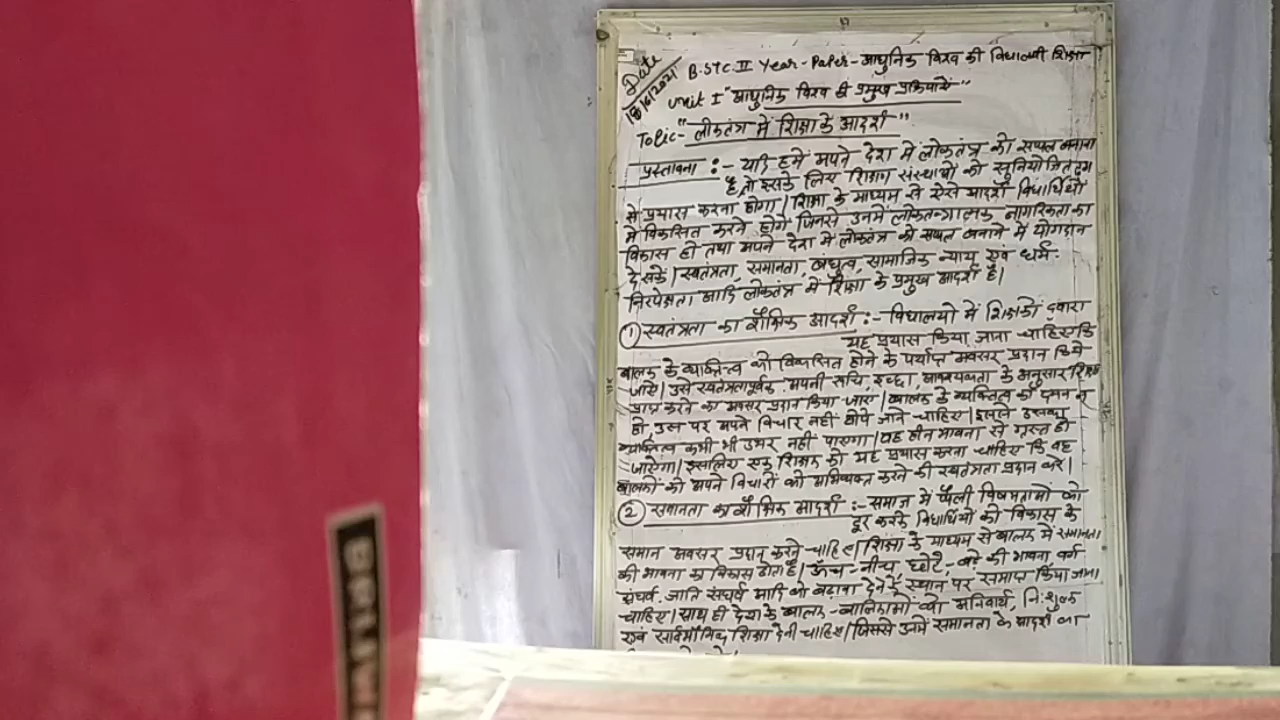 Date
18/6/2021
B.STC.II Year - Paper - आधुनिक विश्व की विधालयी शिक्षा
Unit I "आधुनिक विश्व की प्रमुख प्रक्रियायें"
Topic - "लोकतंत्र में शिक्षा के आदर्श"
प्रस्तावना :- यदि हमें अपने देश में लोकतंत्र को सफल बनाना
है तो इसके लिए शिक्षण संस्थाओं को सुनियोजित ढंग
से प्रयास करना होगा। शिक्षा के माध्यम से ऐसे आदर्श विधार्थियों
में विकसित करने होंगे जिनसे उनमें लोकतन्त्रात्मक नागरिकता का
विकास हो तथा अपने देश में लोकतंत्र को सफल बनाने में योगदान
दे सकें। स्वतंत्रता, समानता, बंधुत्व, सामाजिक न्याय एवं धर्म-
निरपेक्षता आदि लोकतंत्र में शिक्षा के प्रमुख आदर्श हैं।
① स्वतंत्रता का शैक्षिक आदर्श :- विधालयों में शिक्षकों द्वारा
यह प्रयास किया जाना चाहिए कि
बालक के व्यक्तित्व को विकसित होने के पर्याप्त अवसर प्रदान किये
जाऐं। उसे स्वतंत्रतापूर्वक अपनी रुचि, इच्छा, आवश्यकता के अनुसार शिक्षा
प्राप्त करने का अवसर प्रदान किया जाए। बालक के व्यक्तित्व का दमन न
हो उस पर अपने विचार नहीं थोपे जाने चाहिए। इससे उसका
व्यक्तित्व कभी भी उभर नहीं पाएगा। वह हीन भावना से ग्रस्त हो
जाऐगा। इसलिए एक शिक्षक को यह प्रयास करना चाहिए कि वह
बालकों को अपने विचारों को अभिव्यक्त करने की स्वतंत्रता प्रदान करे।
② समानता का शैक्षिक आदर्श :- समाज में फैली विषमताओं को
दूर करके विधार्थियों को विकास के
समान अवसर प्रदान करने चाहिए। शिक्षा के माध्यम से बालक में समानता
की भावना का विकास होता है। ऊँच-नीच छोटे-बड़े की भावना वर्ग
संघर्ष, जाति संघर्ष आदि को बढ़ावा देने के स्थान पर समाप्त किया जाना
चाहिए। साथ ही देश के बालक-बालिकाओं को अनिवार्य, निःशुल्क
एवं सार्वभौमिक शिक्षा देनी चाहिए। जिससे उनमें समानता के आदर्श का